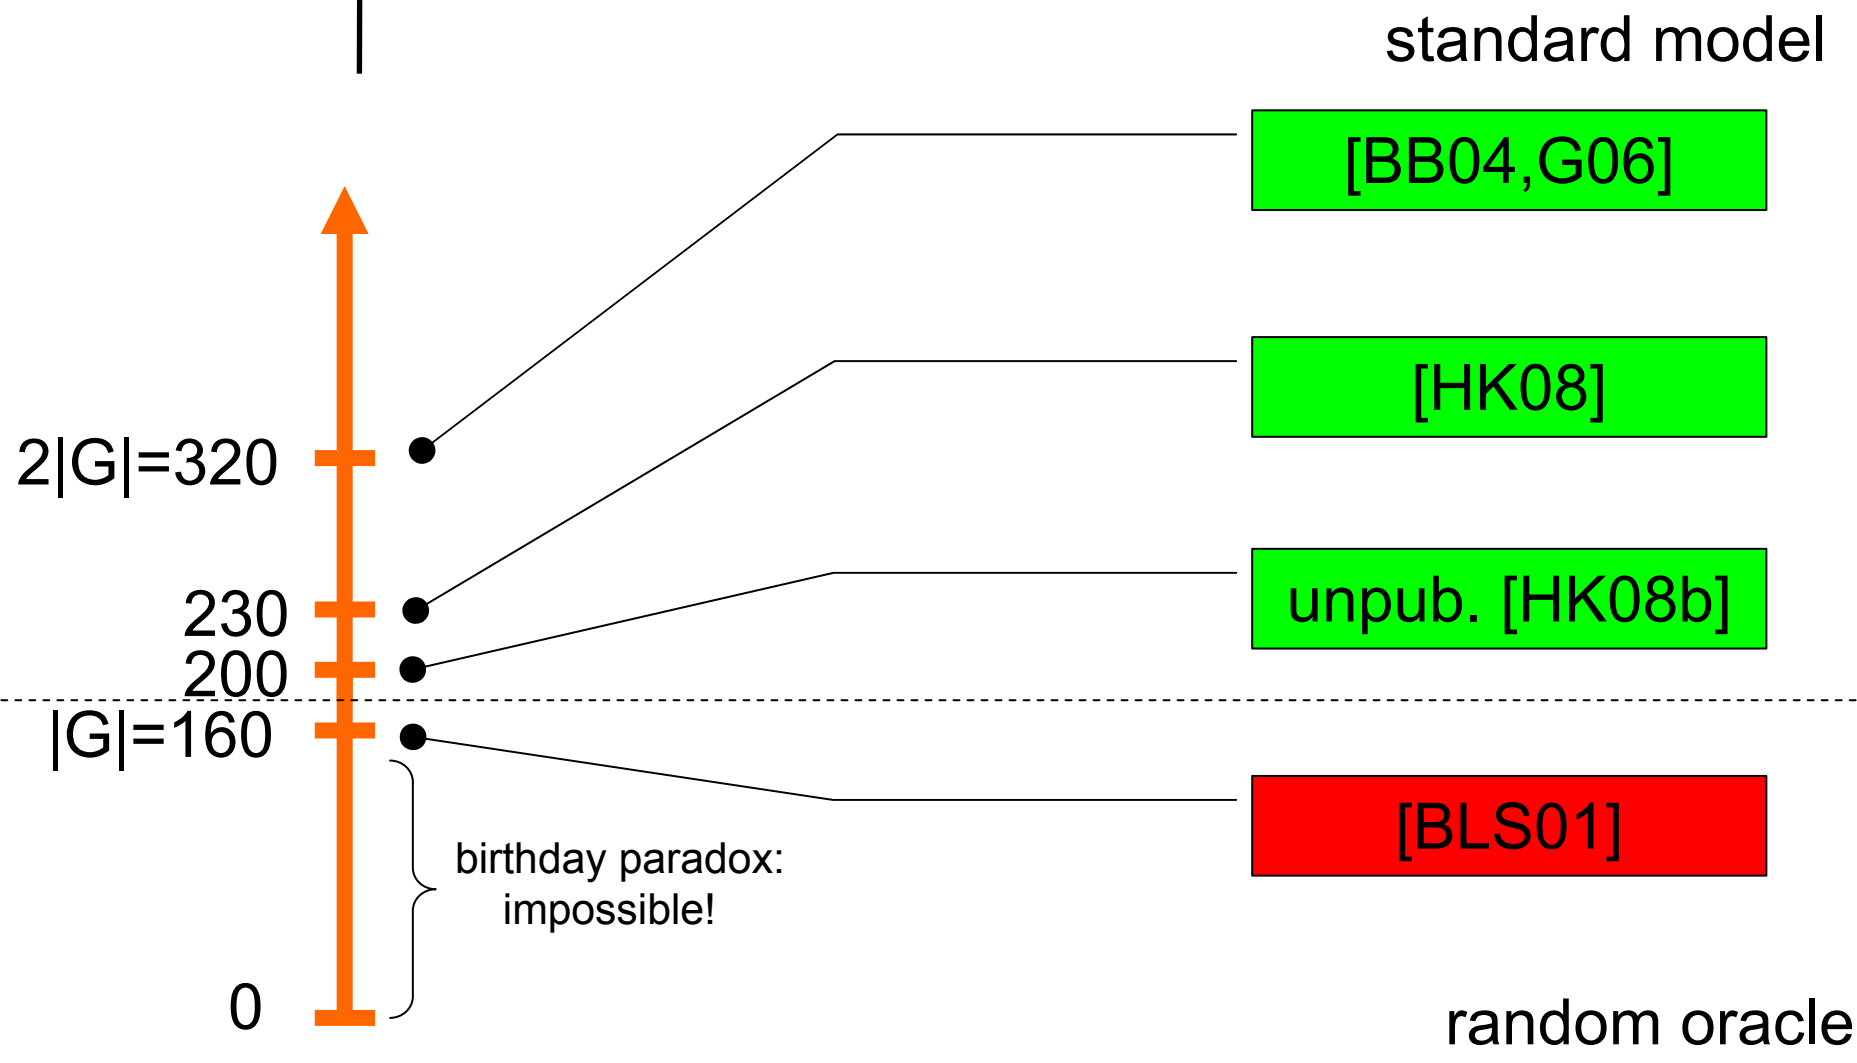 standard model
[BB04,G06]
[HK08]
2|G|=320
230
unpub. [HK08b]
200
|G|=160
[BLS01]
birthday paradox:
impossible!
0
random oracle